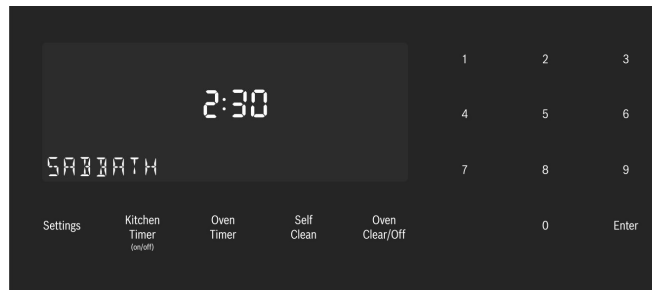 2:30
SABBATH
Settings
Kitchen
Timer
(on/off)
Oven
Timer
Self
Clean
Oven
Clear/Off
1 2 3
4 5 6
7 8 9
0 Enter